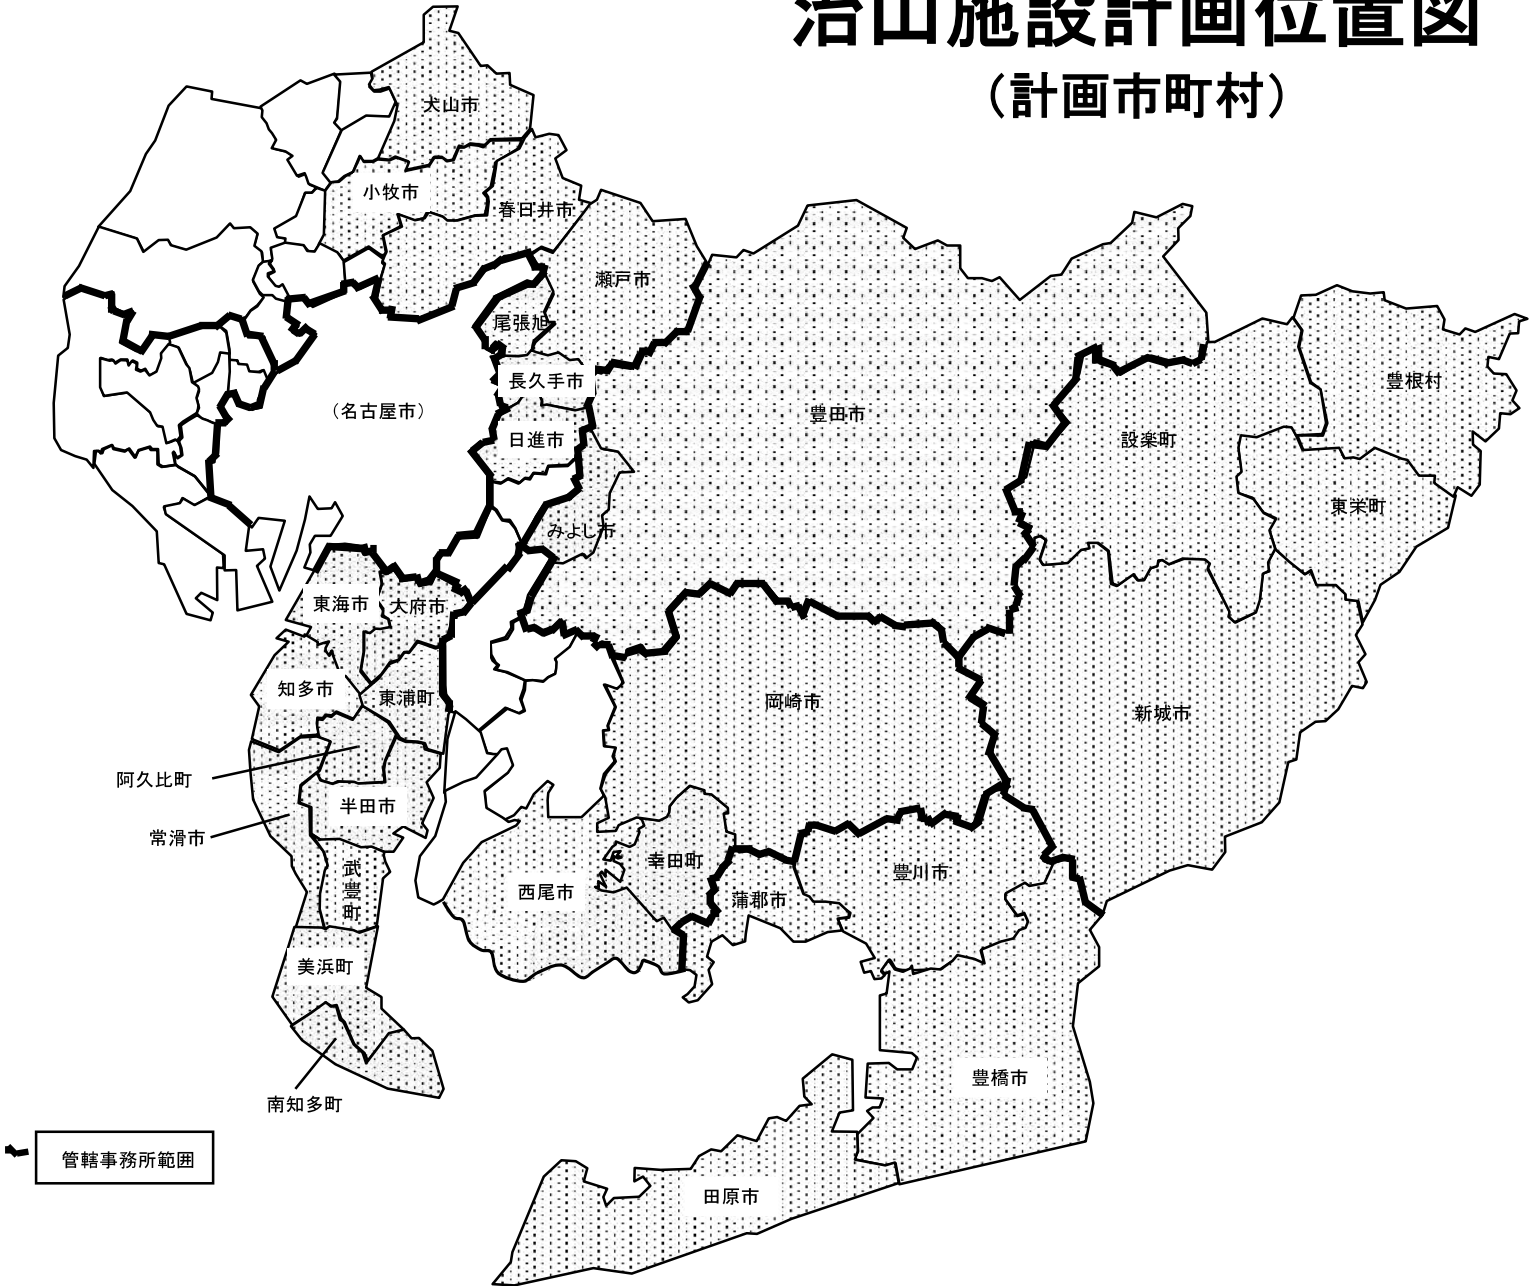 治山施設計画位置図
（計画市町村）
犬山市
小牧市
春日井市
瀬戸市
尾張旭
長久手市
（名古屋市）
日進市
みよし市
豊田市
設楽町
豊根村
東栄町
東海市
大府市
知多市
東浦町
岡崎市
新城市
阿久比町
半田市
常滑市
武豊町
西尾市
幸田町
蒲郡市
豊川市
美浜町
南知多町
豊橋市
田原市
管轄事務所範囲